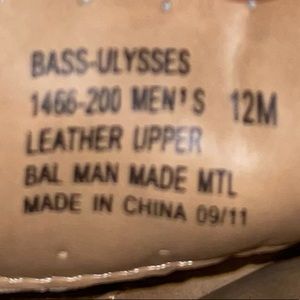 BASS-ULYSSES
1466-200 MEN'S 12M
LEATHER UPPER
BAL MAN MADE MTL
MADE IN CHINA 09/11